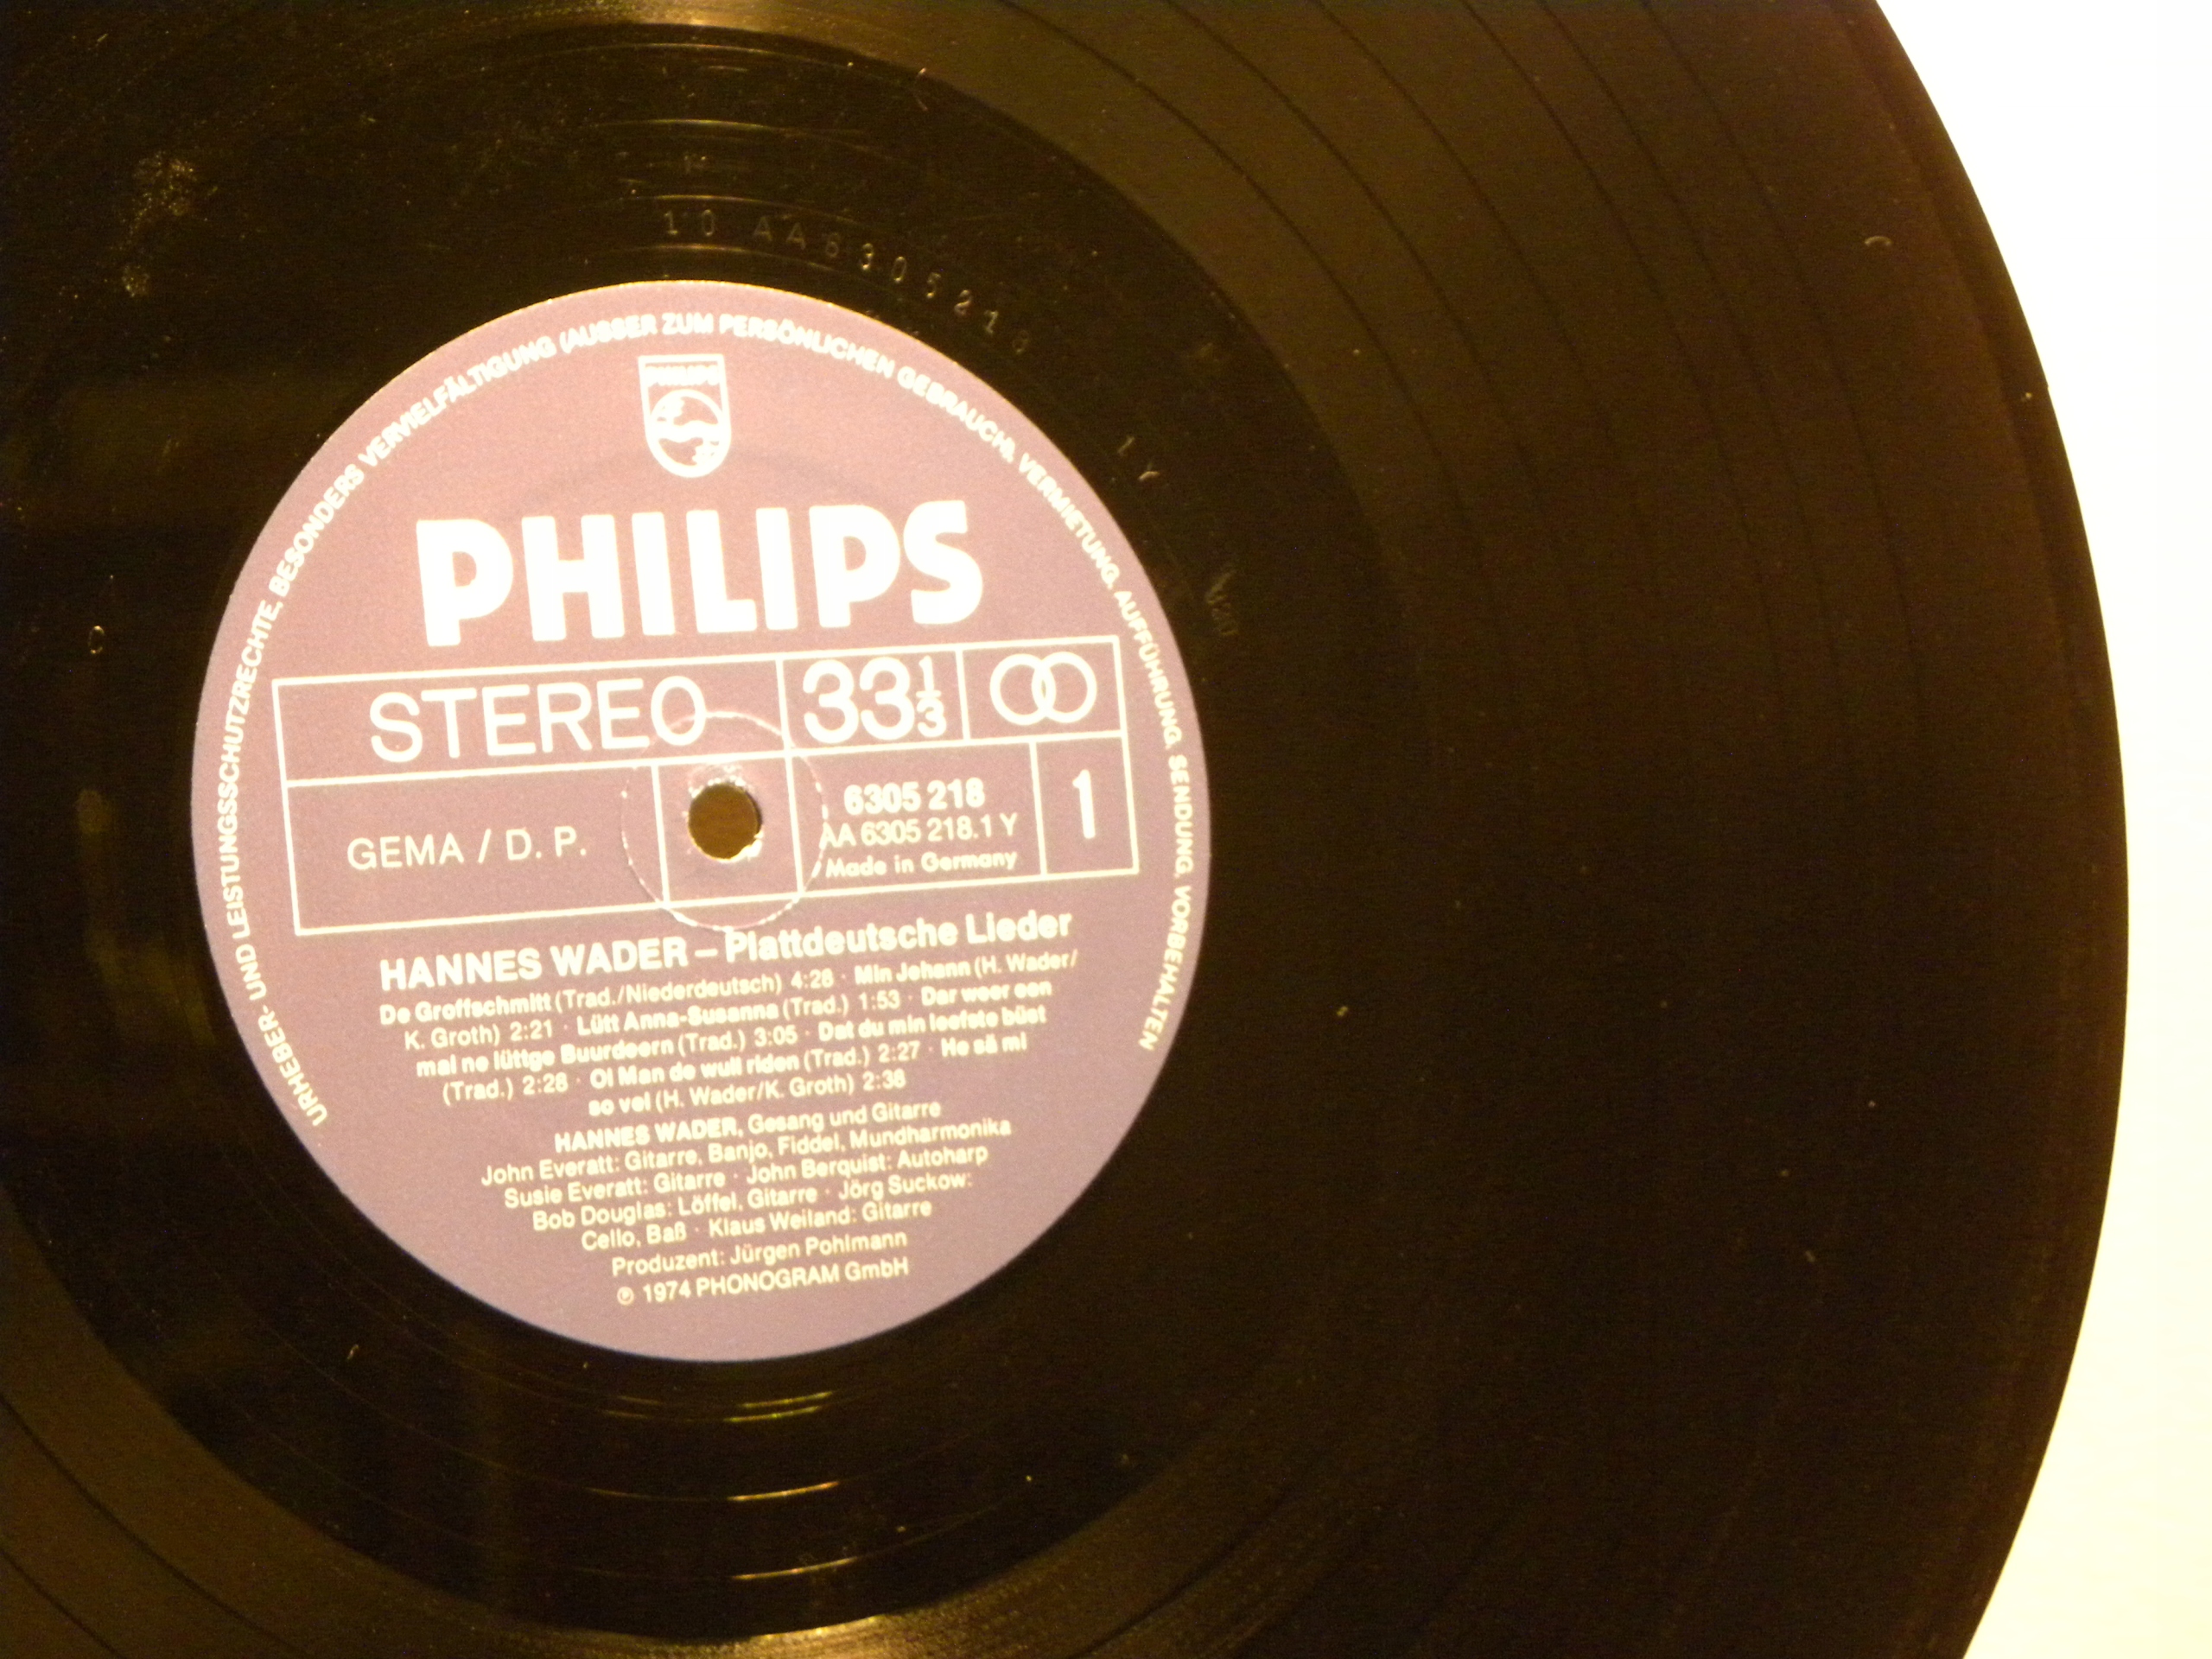 10 AA6305218
1 Y
URHEBER- UND LEISTUNGSSCHUTZRECHTE, BESONDERS VERVIELFÄLTIGUNG (AUSSER ZUM PERSÖNLICHEN GEBRAUCH), VERMIETUNG, AUFFÜHRUNG, SENDUNG, VORBEHALTEN
PHILIPS
PHILIPS
STEREO 33 1/3
GEMA / D. P.
6305 218
AA 6305 218.1 Y
Made in Germany
1
HANNES WADER – Plattdeutsche Lieder
De Groffschmitt (Trad./Niederdeutsch) 4:28 · Min Jehann (H. Wader/
K. Groth) 2:21 · Lütt Anna-Susanna (Trad.) 1:53 · Dar weer een
mal ne lüttge Buurdeern (Trad.) 3:05 · Dat du min leefste büst
(Trad.) 2:28 · Ol Man de wull riden (Trad.) 2:27 · He sä mi
so vel (H. Wader/K. Groth) 2:38
HANNES WADER, Gesang und Gitarre
John Everatt: Gitarre, Banjo, Fiddel, Mundharmonika
Susie Everatt: Gitarre · John Berquist: Autoharp
Bob Douglas: Löffel, Gitarre · Jörg Suckow:
Cello, Baß · Klaus Weiland: Gitarre
Produzent: Jürgen Pohlmann
℗ 1974 PHONOGRAM GmbH